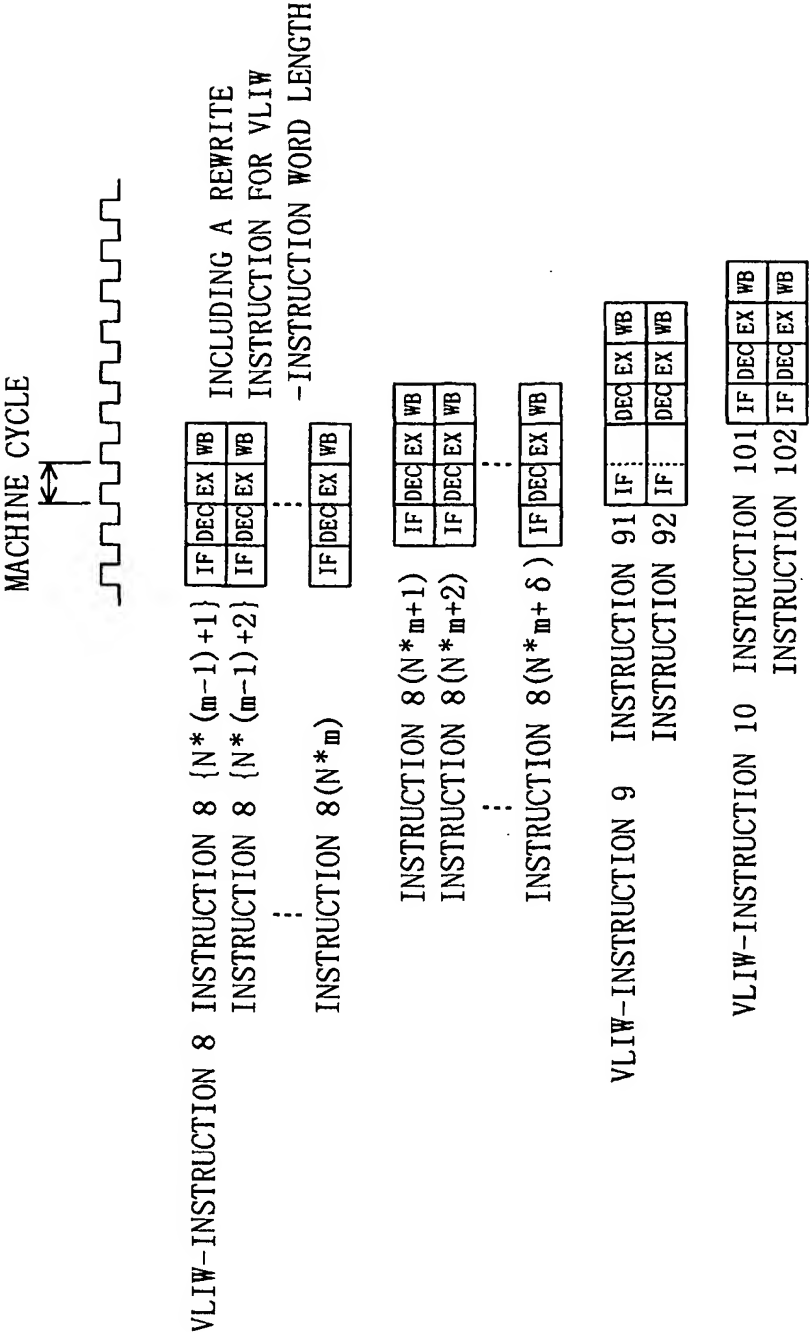 MACHINE CYCLE
VLIW-INSTRUCTION 8 INSTRUCTION 8 {N*(m-1)+1} IF DEC EX WB
INSTRUCTION 8 {N*(m-1)+2} IF DEC EX WB
INSTRUCTION 8(N*m) IF DEC EX WB
INCLUDING A REWRITE
INSTRUCTION FOR VLIW
-INSTRUCTION WORD LENGTH
INSTRUCTION 8(N*m+1) IF DEC EX WB
INSTRUCTION 8(N*m+2) IF DEC EX WB
INSTRUCTION 8(N*m+ δ) IF DEC EX WB
VLIW-INSTRUCTION 9 INSTRUCTION 91 IF DEC EX WB
INSTRUCTION 92 IF DEC EX WB
VLIW-INSTRUCTION 10 INSTRUCTION 101 IF DEC EX WB
INSTRUCTION 102 IF DEC EX WB